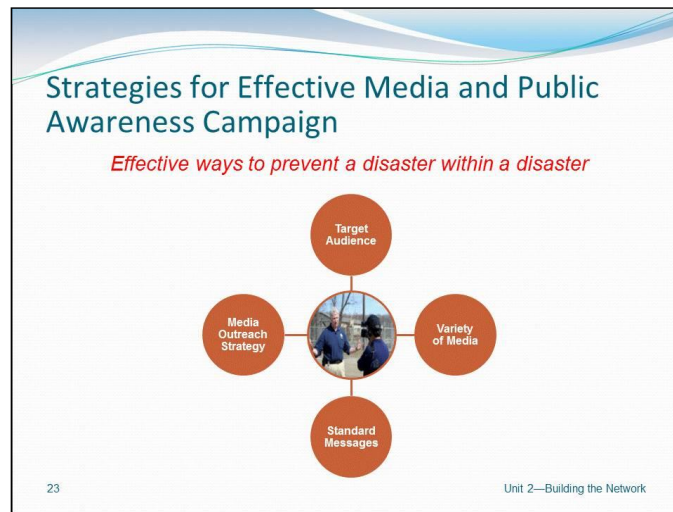 Strategies for Effective Media and Public
Awareness Campaign
Effective ways to prevent a disaster within a disaster
Target
Audience
Media
Outreach
Strategy
Variety
of Media
Standard
Messages
23
Unit 2—Building the Network